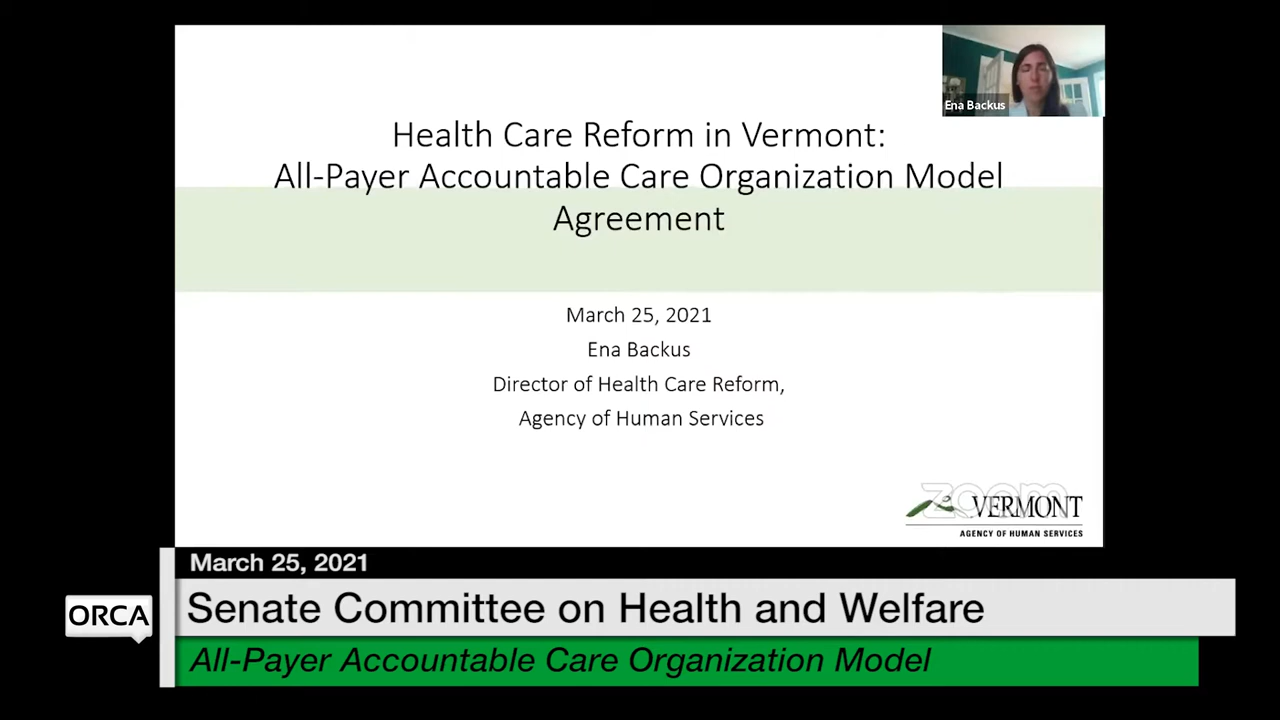 Ena Backus
Health Care Reform in Vermont:
All-Payer Accountable Care Organization Model
Agreement
March 25, 2021
Ena Backus
Director of Health Care Reform,
Agency of Human Services
zoom
VERMONT
AGENCY OF HUMAN SERVICES
March 25, 2021
ORCA
Senate Committee on Health and Welfare
All-Payer Accountable Care Organization Model